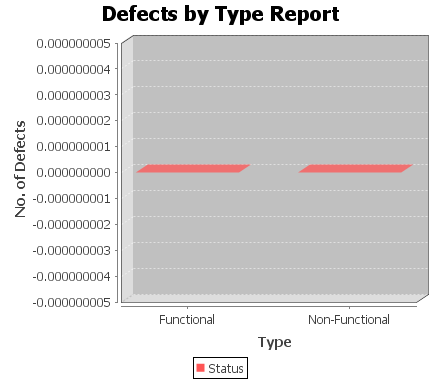 Defects by Type Report
0.000000005
0.000000004
0.000000003
0.000000002
0.000000001
0.000000000
-0.000000001
-0.000000002
-0.000000003
-0.000000004
-0.000000005
No. of Defects
Functional
Non-Functional
Type
Status